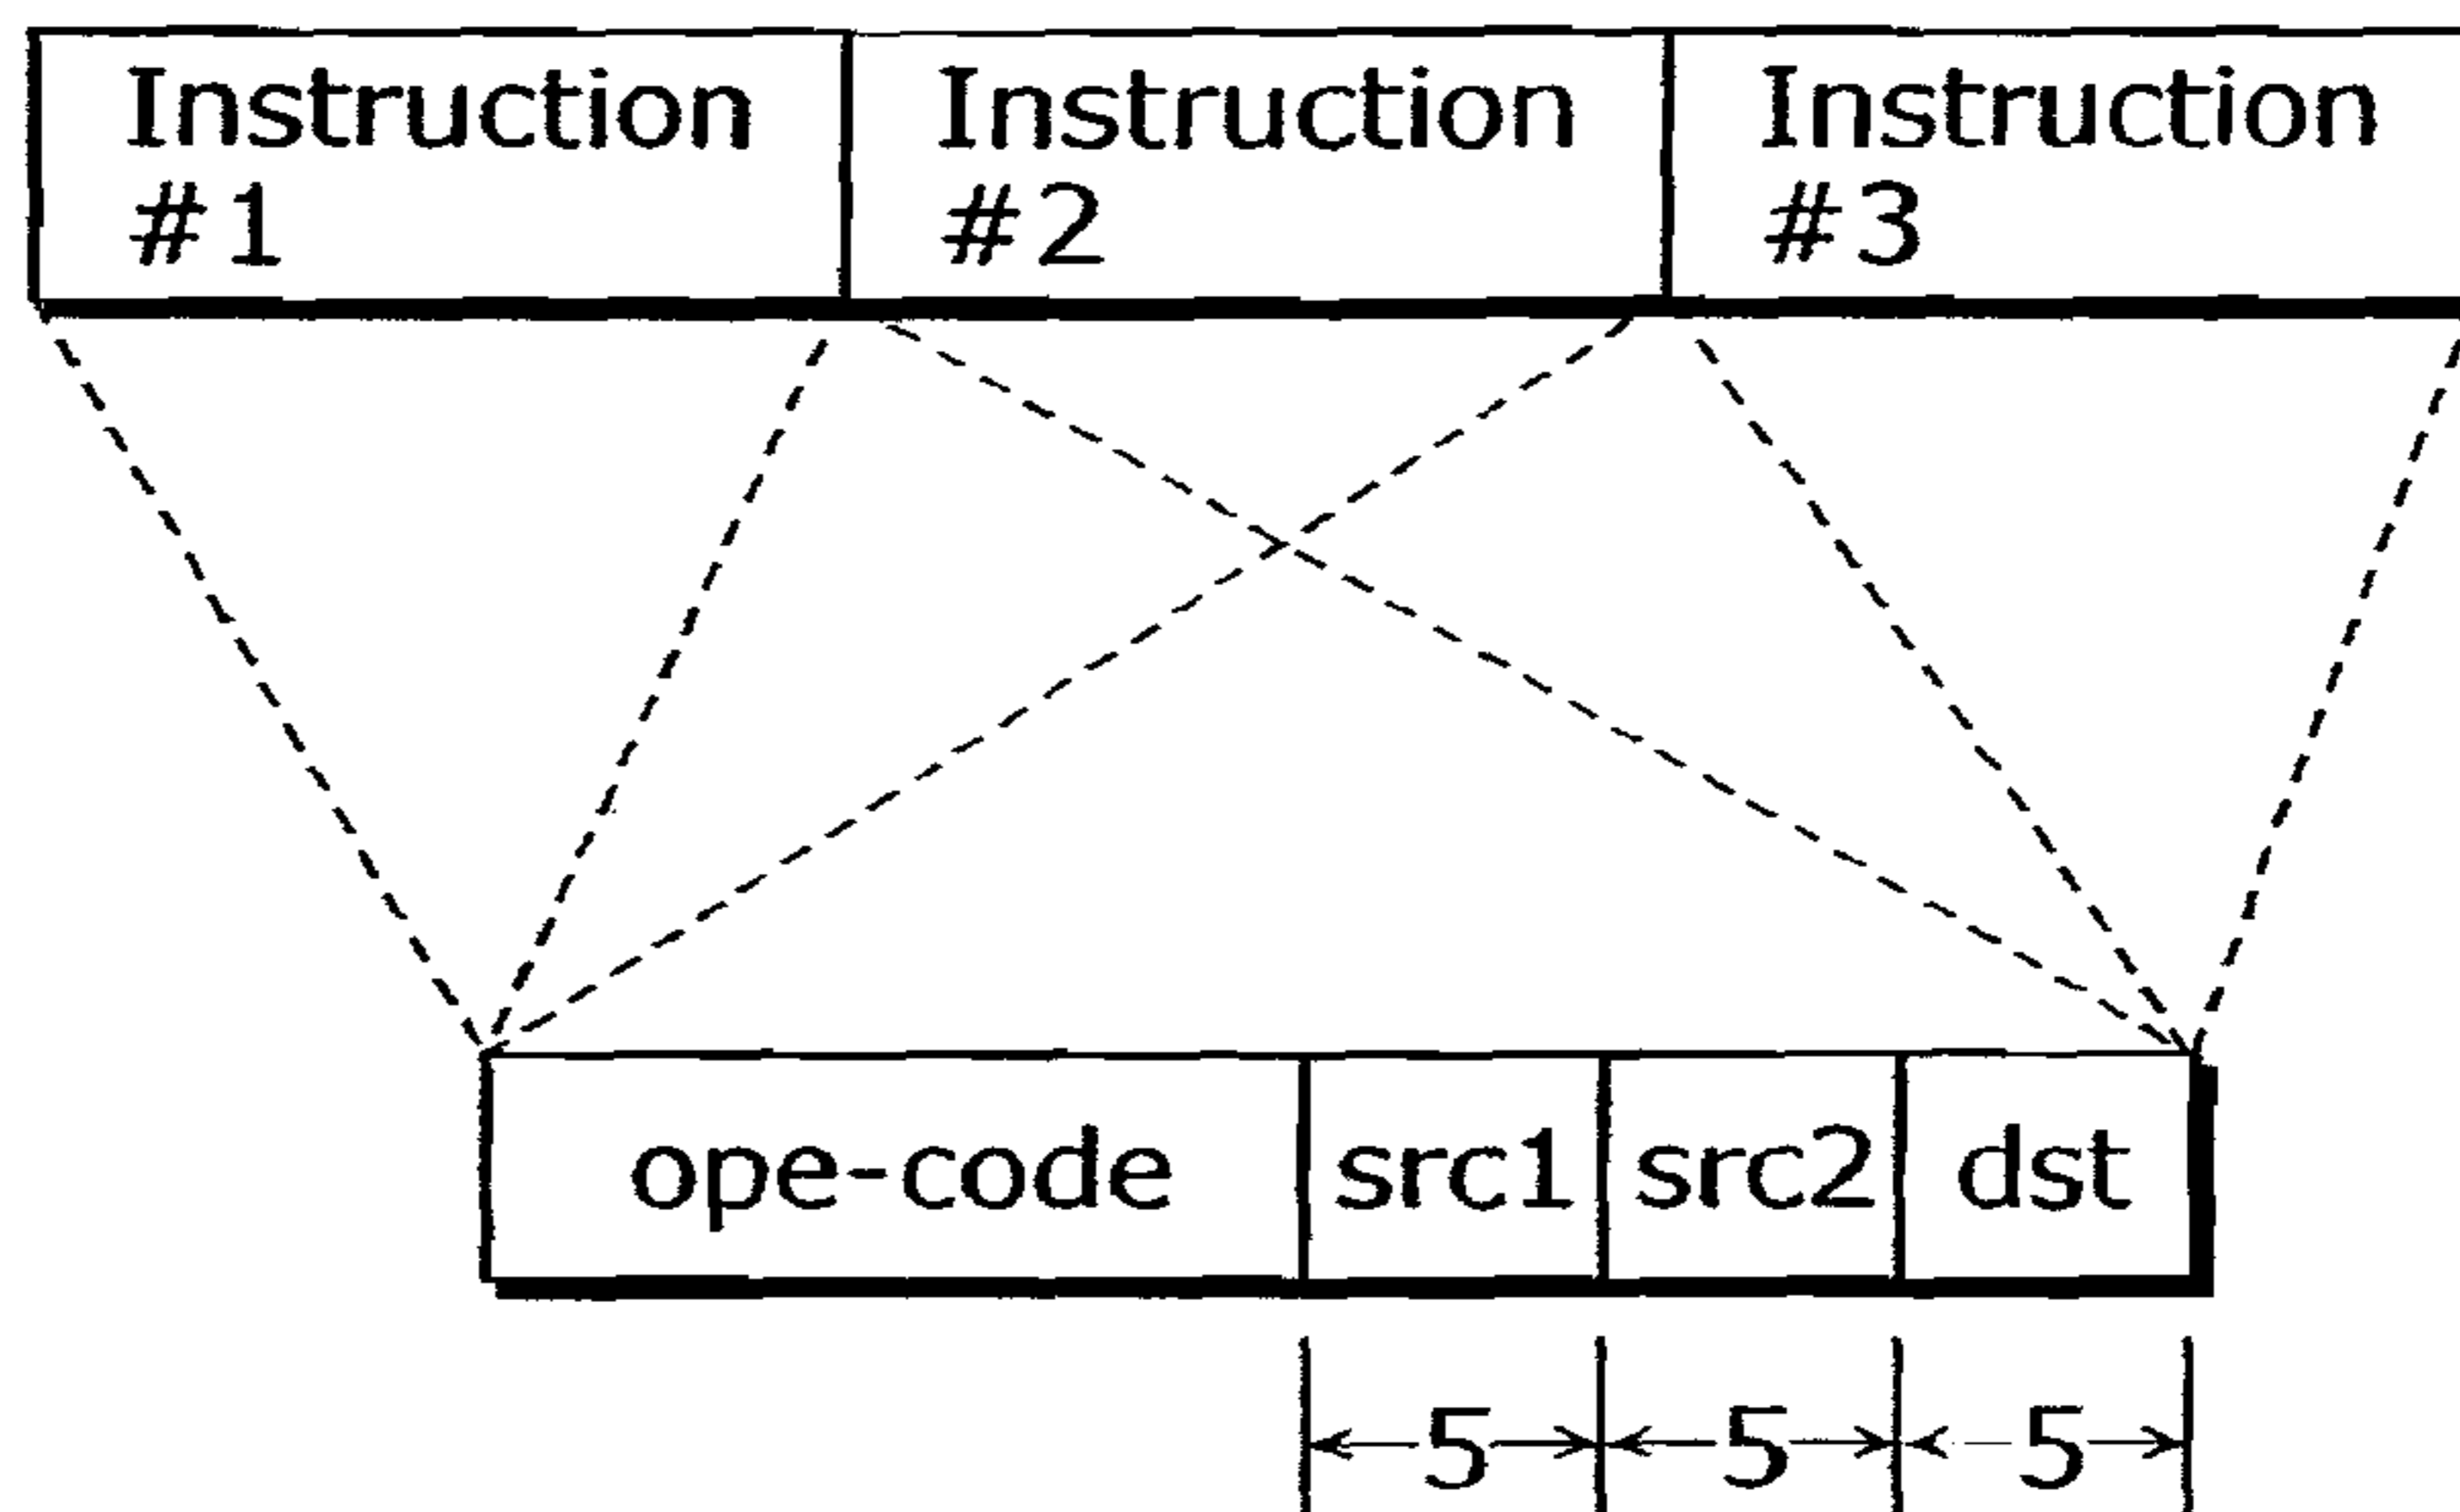 Instruction #1
Instruction #2
Instruction #3
ope-code src1 src2 dst
5 5 5